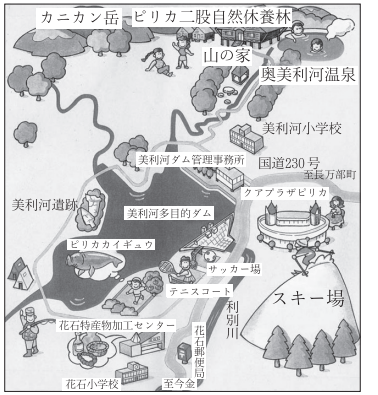 カニカン岳
ピリカ二股自然休養林
山の家
奥美利河温泉
美利河小学校
美利河ダム管理事務所
国道230号
至長万部町
クアプラザピリカ
美利河遺跡
美利河多目的ダム
ピリカカイギュウ
サッカー場
テニスコート
スキー場
利別川
花石特産物加工センター
花石郵便局
花石小学校
至今金